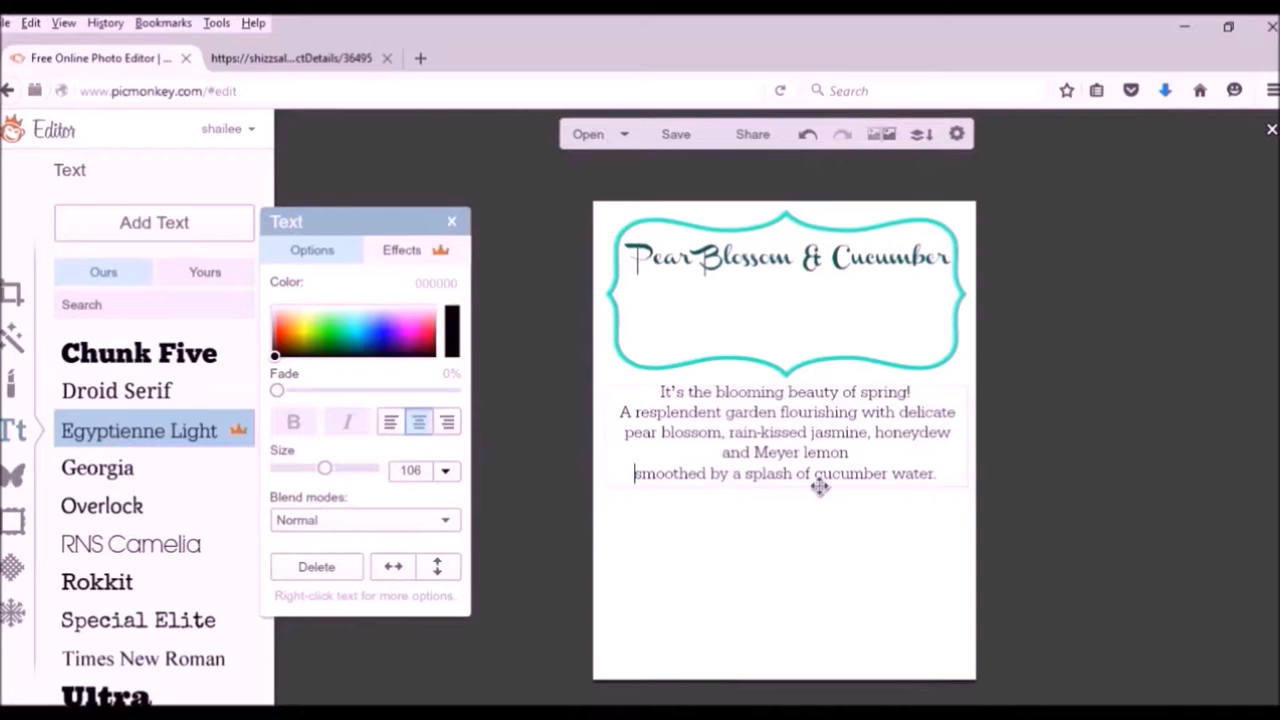 le Edit View History Bookmarks Tools Help
Free Online Photo Editor | ...
https://shizzsal...ctDetails/36495
www.picmonkey.com/#edit
Search
Editor
shailee
Open Save Share
Text
Add Text
Ours Yours
Search
Chunk Five
Droid Serif
Egyptienne Light
Georgia
Overlock
RNS Camelia
Rokkit
Special Elite
Times New Roman
Ultra
Tt
Text
Options Effects
Color: 000000
Fade 0%
B I
Size
106
Blend modes:
Normal
Delete
Right-click text for more options.
Pear Blossom & Cucumber
It's the blooming beauty of spring!
A resplendent garden flourishing with delicate
pear blossom, rain-kissed jasmine, honeydew
and Meyer lemon
smoothed by a splash of cucumber water.